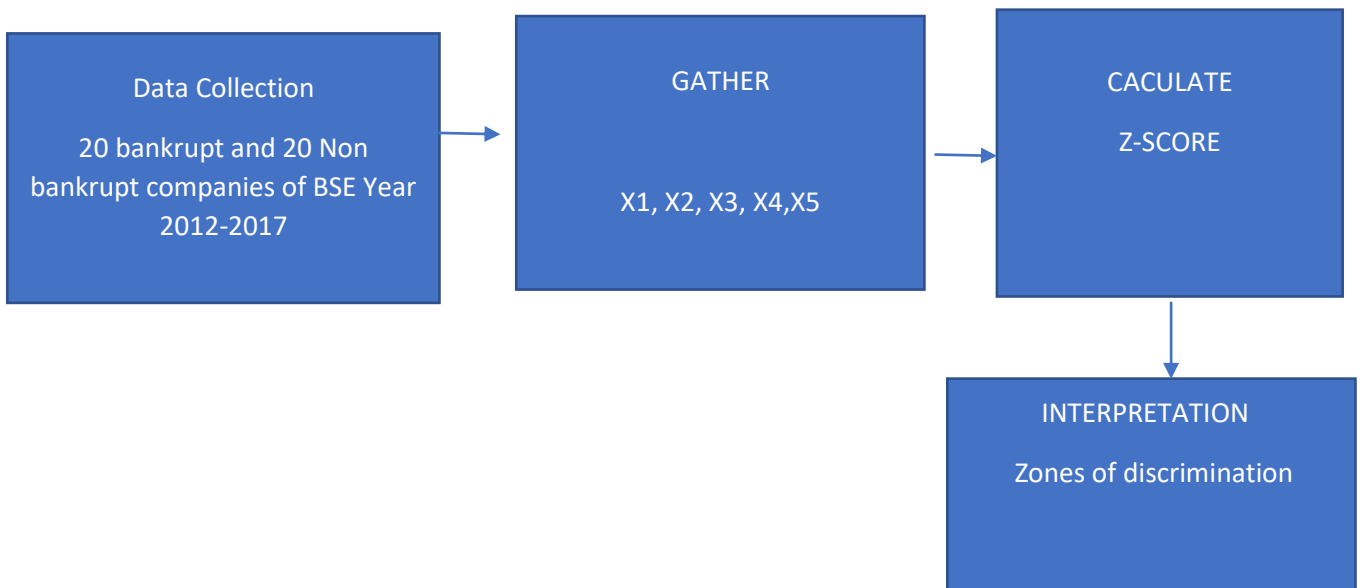 Data Collection
20 bankrupt and 20 Non
bankrupt companies of BSE Year
2012-2017
GATHER
X1, X2, X3, X4,X5
CACULATE
Z-SCORE
INTERPRETATION
Zones of discrimination